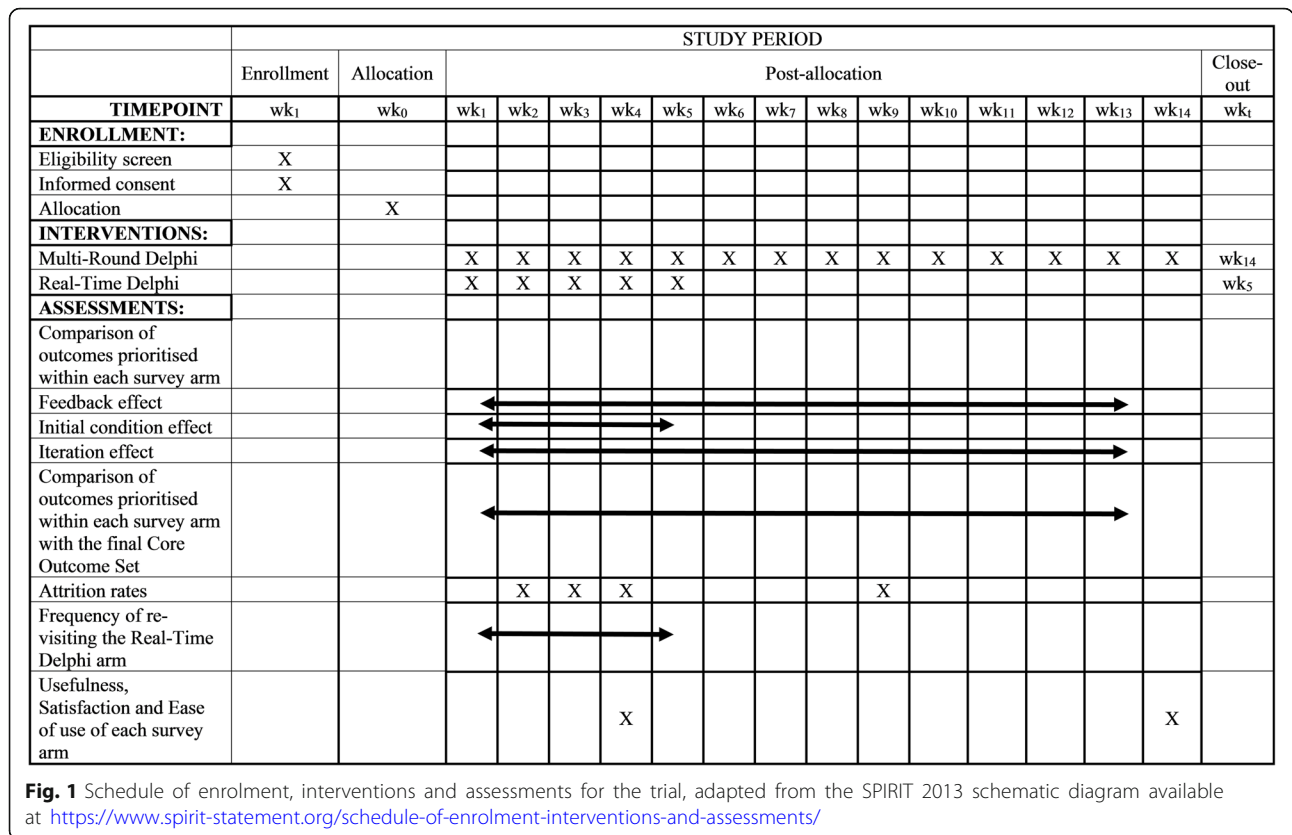 STUDY PERIOD
Enrollment Allocation Post-allocation Close-
out
TIMEPOINT wk₁ wk₀ wk₁ wk₂ wk₃ wk₄ wk₅ wk₆ wk₇ wk₈ wk₉ wk₁₀ wk₁₁ wk₁₂ wk₁₃ wk₁₄ wkₜ
ENROLLMENT:
Eligibility screen X
Informed consent X
Allocation X
INTERVENTIONS:
Multi-Round Delphi X X X X X X X X X X X X X X wk₁₄
Real-Time Delphi X X X X X wk₅
ASSESSMENTS:
Comparison of
outcomes prioritised
within each survey arm
Feedback effect
Initial condition effect
Iteration effect
Comparison of
outcomes prioritised
within each survey arm
with the final Core
Outcome Set
Attrition rates X X X X
Frequency of re-
visiting the Real-Time
Delphi arm
Usefulness,
Satisfaction and Ease
of use of each survey
arm
X X
Fig. 1 Schedule of enrolment, interventions and assessments for the trial, adapted from the SPIRIT 2013 schematic diagram available
at https://www.spirit-statement.org/schedule-of-enrolment-interventions-and-assessments/